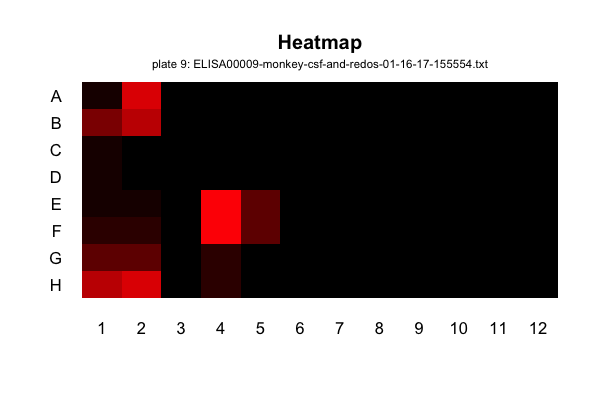 Heatmap
plate 9: ELISA00009-monkey-csf-and-redos-01-16-17-155554.txt
A
B
C
D
E
F
G
H
1 2 3 4 5 6 7 8 9 10 11 12